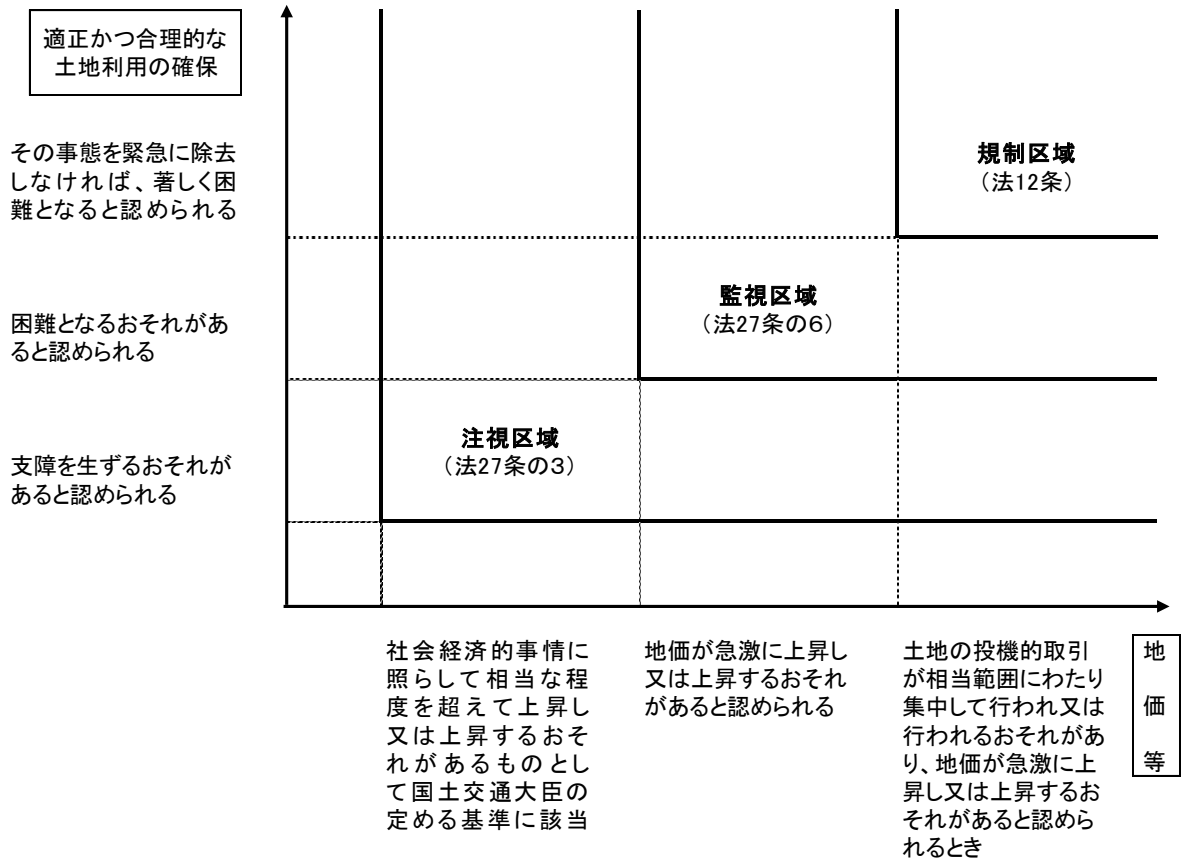 適正かつ合理的な
土地利用の確保
その事態を緊急に除去
しなければ、著しく困
難となると認められる
規制区域
(法12条)
困難となるおそれがあ
ると認められる
監視区域
(法27条の6)
支障を生ずるおそれが
あると認められる
注視区域
(法27条の3)
社会経済的事情に
照らして相当な程
度を超えて上昇し
又は上昇するおそ
れがあるものとし
て国土交通大臣の
定める基準に該当
地価が急激に上昇し
又は上昇するおそれ
があると認められる
土地の投機的取引
が相当範囲にわたり
集中して行われ又は
行われるおそれがあ
り、地価が急激に上
昇し又は上昇するお
それがあると認めら
れるとき
地
価
等